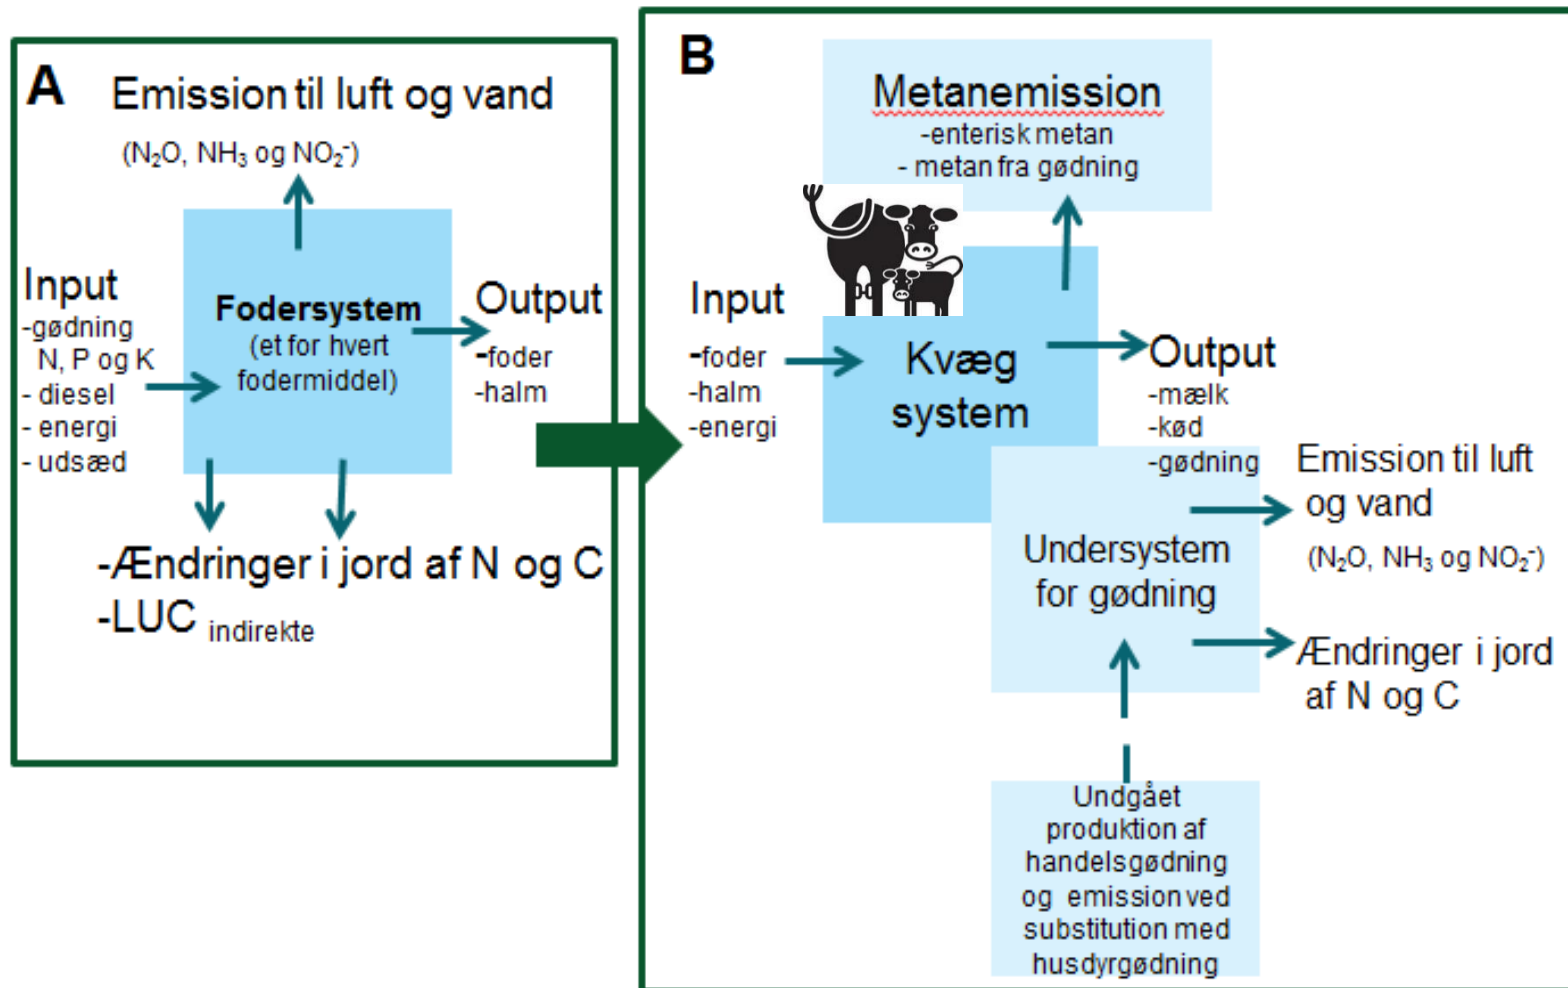 A
Emission til luft og vand
(N₂O, NH₃ og NO₂⁻)
Input
-gødning
N, P og K
- diesel
- energi
- udsæd
Fodersystem
(et for hvert
fodermiddel)
Output
-foder
-halm
-Ændringer i jord af N og C
-LUC indirekte
B
Metanemission
-enterisk metan
- metan fra gødning
Input
-foder
-halm
-energi
Kvæg
system
Output
-mælk
-kød
-gødning
Undersystem
for gødning
Emission til luft
og vand
(N₂O, NH₃ og NO₂⁻)
Ændringer i jord
af N og C
Undgået
produktion af
handelsgødning
og emission ved
substitution med
husdyrgødning